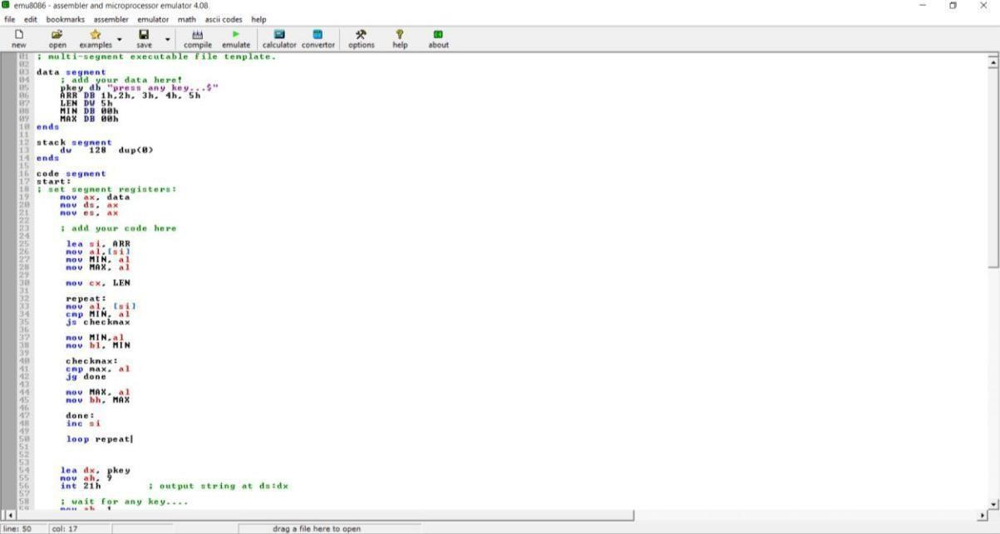 emu8086 - assembler and microprocessor emulator 4.08
file edit bookmarks assembler emulator math ascii codes help
new open examples save compile emulate calculator convertor options help about
01 ; multi-segment executable file template.
02
03 data segment
04 ; add your data here!
05 pkey db "press any key...$"
06 ARR DB 1h,2h, 3h, 4h, 5h
07 LEN DW 5h
08 MIN DB 00h
09 MAX DB 00h
10 ends
11
12 stack segment
13 dw 128 dup(0)
14 ends
15
16 code segment
17 start:
18 ; set segment registers:
19 mov ax, data
20 mov ds, ax
21 mov es, ax
22
23 ; add your code here
24
25 lea si, ARR
26 mov al,[si]
27 mov MIN, al
28 mov MAX, al
29
30 mov cx, LEN
31
32 repeat:
33 mov al, [si]
34 cmp MIN, al
35 js checkmax
36
37 mov MIN,al
38 mov bl, MIN
39
40 checkmax:
41 cmp max, al
42 jg done
43
44 mov MAX, al
45 mov bh, MAX
46
47 done:
48 inc si
49
50 loop repeat
51
52
53
54 lea dx, pkey
55 mov ah, 9
56 int 21h ; output string at ds:dx
57
58 ; wait for any key....
line: 50 col: 17 drag a file here to open